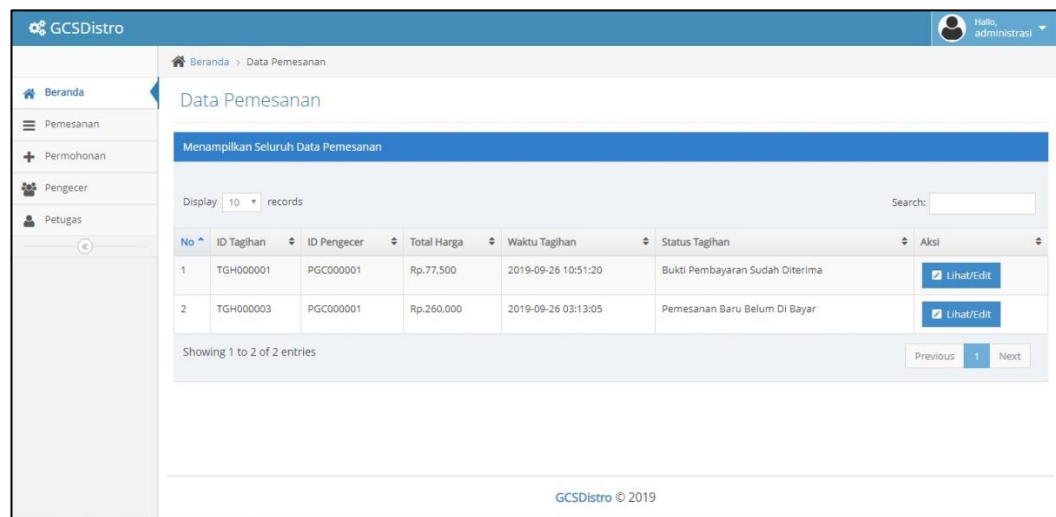 GCSDistro
Hallo,
administrasi
Beranda > Data Pemesanan
Beranda
Pemesanan
Permohonan
Pengecer
Petugas
Data Pemesanan
Menampilkan Seluruh Data Pemesanan
Display 10 records Search:
No ID Tagihan ID Pengecer Total Harga Waktu Tagihan Status Tagihan Aksi
1 TGH000001 PGC000001 Rp.77,500 2019-09-26 10:51:20 Bukti Pembayaran Sudah Diterima Lihat/Edit
2 TGH000003 PGC000001 Rp.260,000 2019-09-26 03:13:05 Pemesanan Baru Belum Di Bayar Lihat/Edit
Showing 1 to 2 of 2 entries Previous 1 Next
GCSDistro © 2019